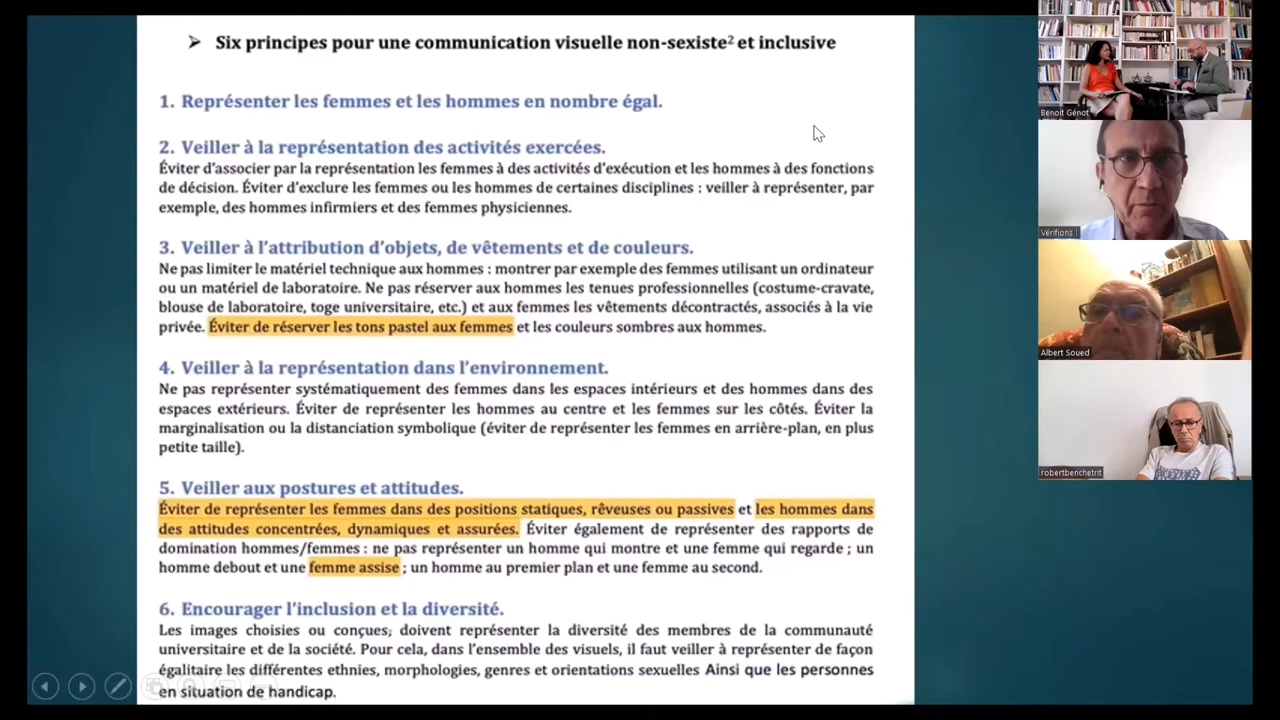 ➢ Six principes pour une communication visuelle non-sexiste² et inclusive
1. Représenter les femmes et les hommes en nombre égal.
2. Veiller à la représentation des activités exercées.
Éviter d'associer par la représentation les femmes à des activités d'exécution et les hommes à des fonctions
de décision. Éviter d'exclure les femmes ou les hommes de certaines disciplines : veiller à représenter, par
exemple, des hommes infirmiers et des femmes physiciennes.
3. Veiller à l'attribution d'objets, de vêtements et de couleurs.
Ne pas limiter le matériel technique aux hommes : montrer par exemple des femmes utilisant un ordinateur
ou un matériel de laboratoire. Ne pas réserver aux hommes les tenues professionnelles (costume-cravate,
blouse de laboratoire, toge universitaire, etc.) et aux femmes les vêtements décontractés, associés à la vie
privée. Éviter de réserver les tons pastel aux femmes et les couleurs sombres aux hommes.
4. Veiller à la représentation dans l'environnement.
Ne pas représenter systématiquement des femmes dans les espaces intérieurs et des hommes dans des
espaces extérieurs. Éviter de représenter les hommes au centre et les femmes sur les côtés. Éviter la
marginalisation ou la distanciation symbolique (éviter de représenter les femmes en arrière-plan, en plus
petite taille).
5. Veiller aux postures et attitudes.
Éviter de représenter les femmes dans des positions statiques, rêveuses ou passives et les hommes dans
des attitudes concentrées, dynamiques et assurées. Éviter également de représenter des rapports de
domination hommes/femmes : ne pas représenter un homme qui montre et une femme qui regarde ; un
homme debout et une femme assise ; un homme au premier plan et une femme au second.
6. Encourager l'inclusion et la diversité.
Les images choisies ou conçues, doivent représenter la diversité des membres de la communauté
universitaire et de la société. Pour cela, dans l'ensemble des visuels, il faut veiller à représenter de façon
égalitaire les différentes ethnies, morphologies, genres et orientations sexuelles Ainsi que les personnes
en situation de handicap.
Benoit Génot
Vérifions !
Albert Soued
robertbenchetrit